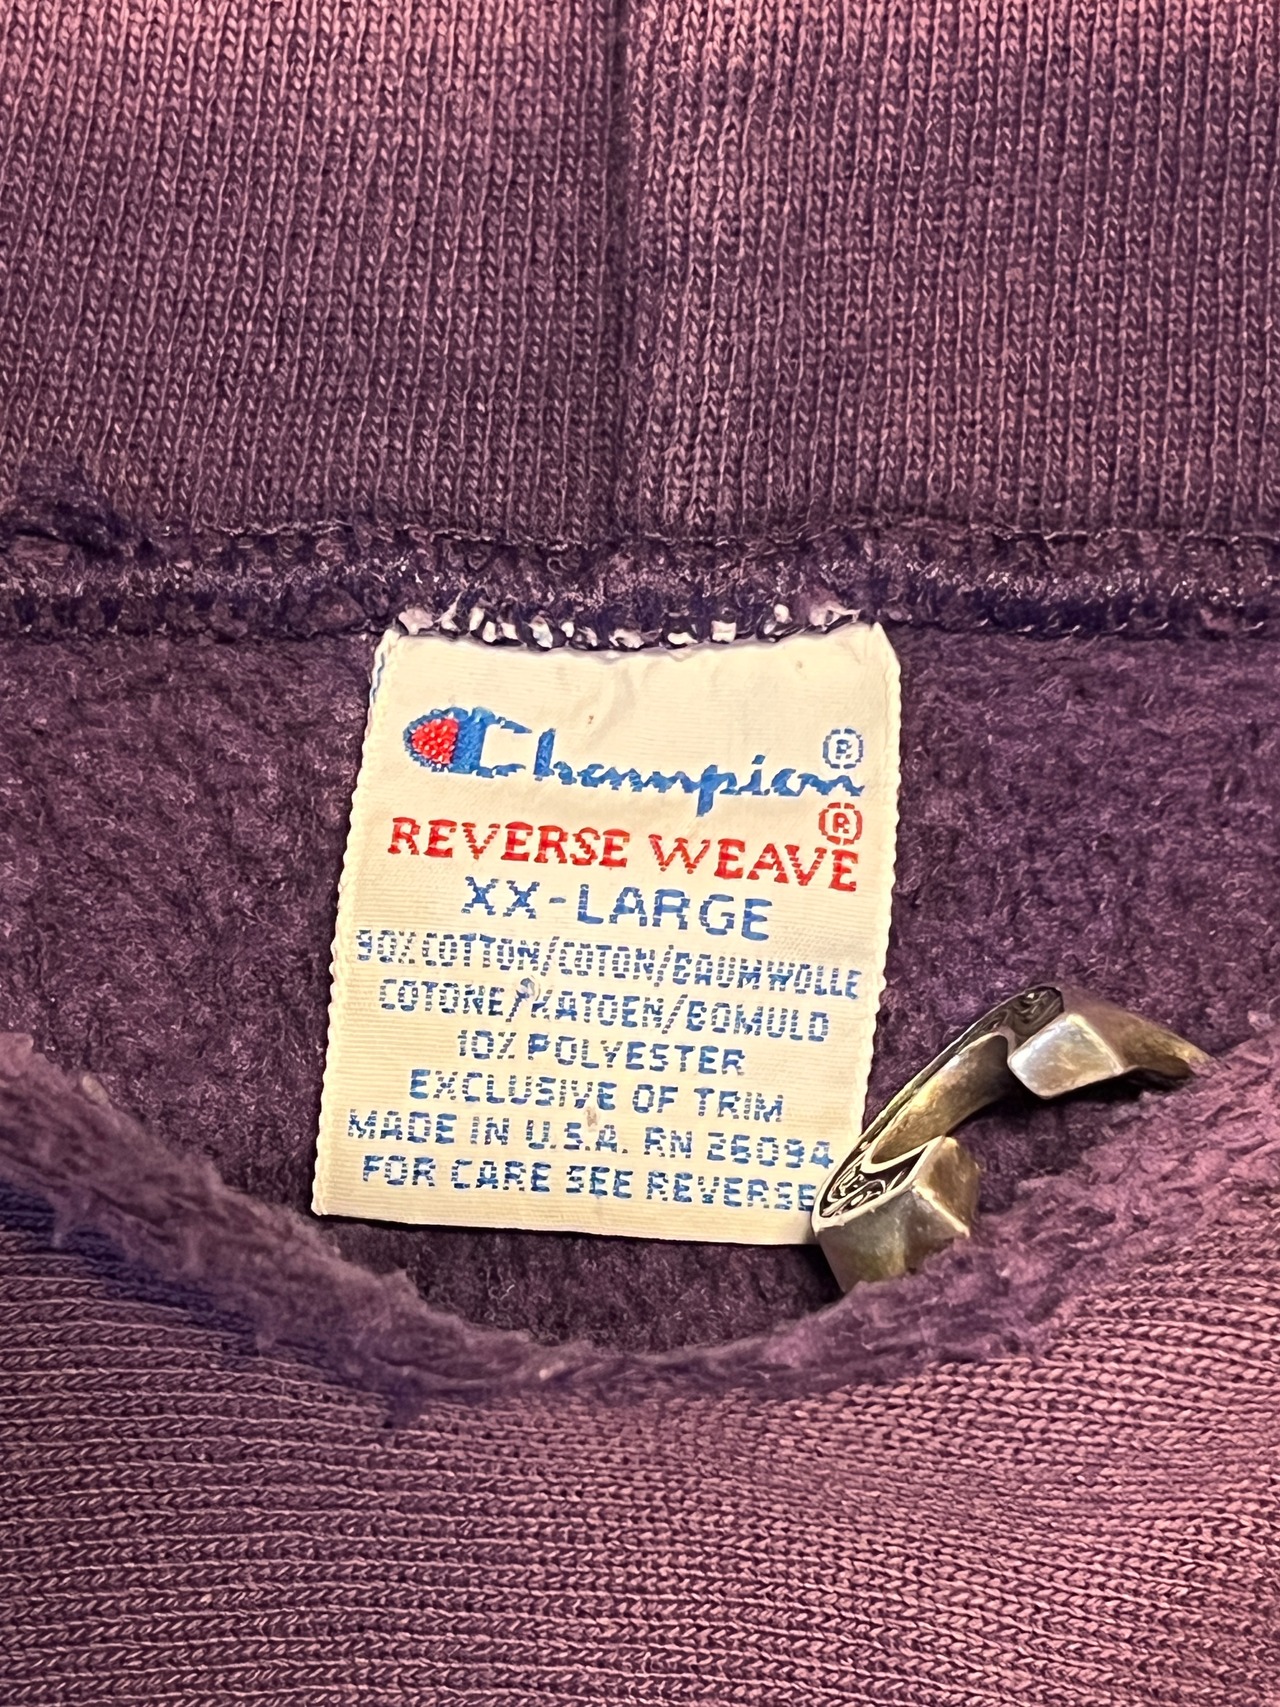 Champion®
REVERSE WEAVE®
XX-LARGE
90% COTTON/COTON/BAUMWOLLE
COTONE/KATOEN/BOMULD
10% POLYESTER
EXCLUSIVE OF TRIM
MADE IN U.S.A. RN 26094
FOR CARE SEE REVERSE